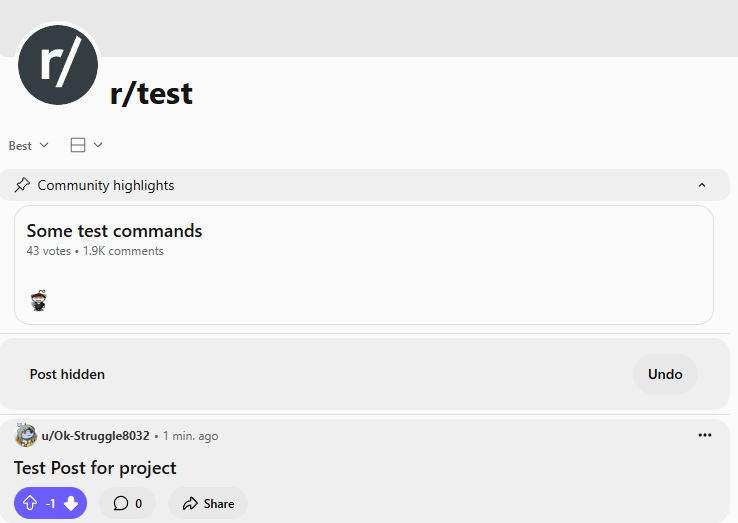 r/
r/test
Best
Community highlights
Some test commands
43 votes • 1.9K comments
Post hidden
Undo
u/Ok-Struggle8032 • 1 min. ago
Test Post for project
-1 0 Share